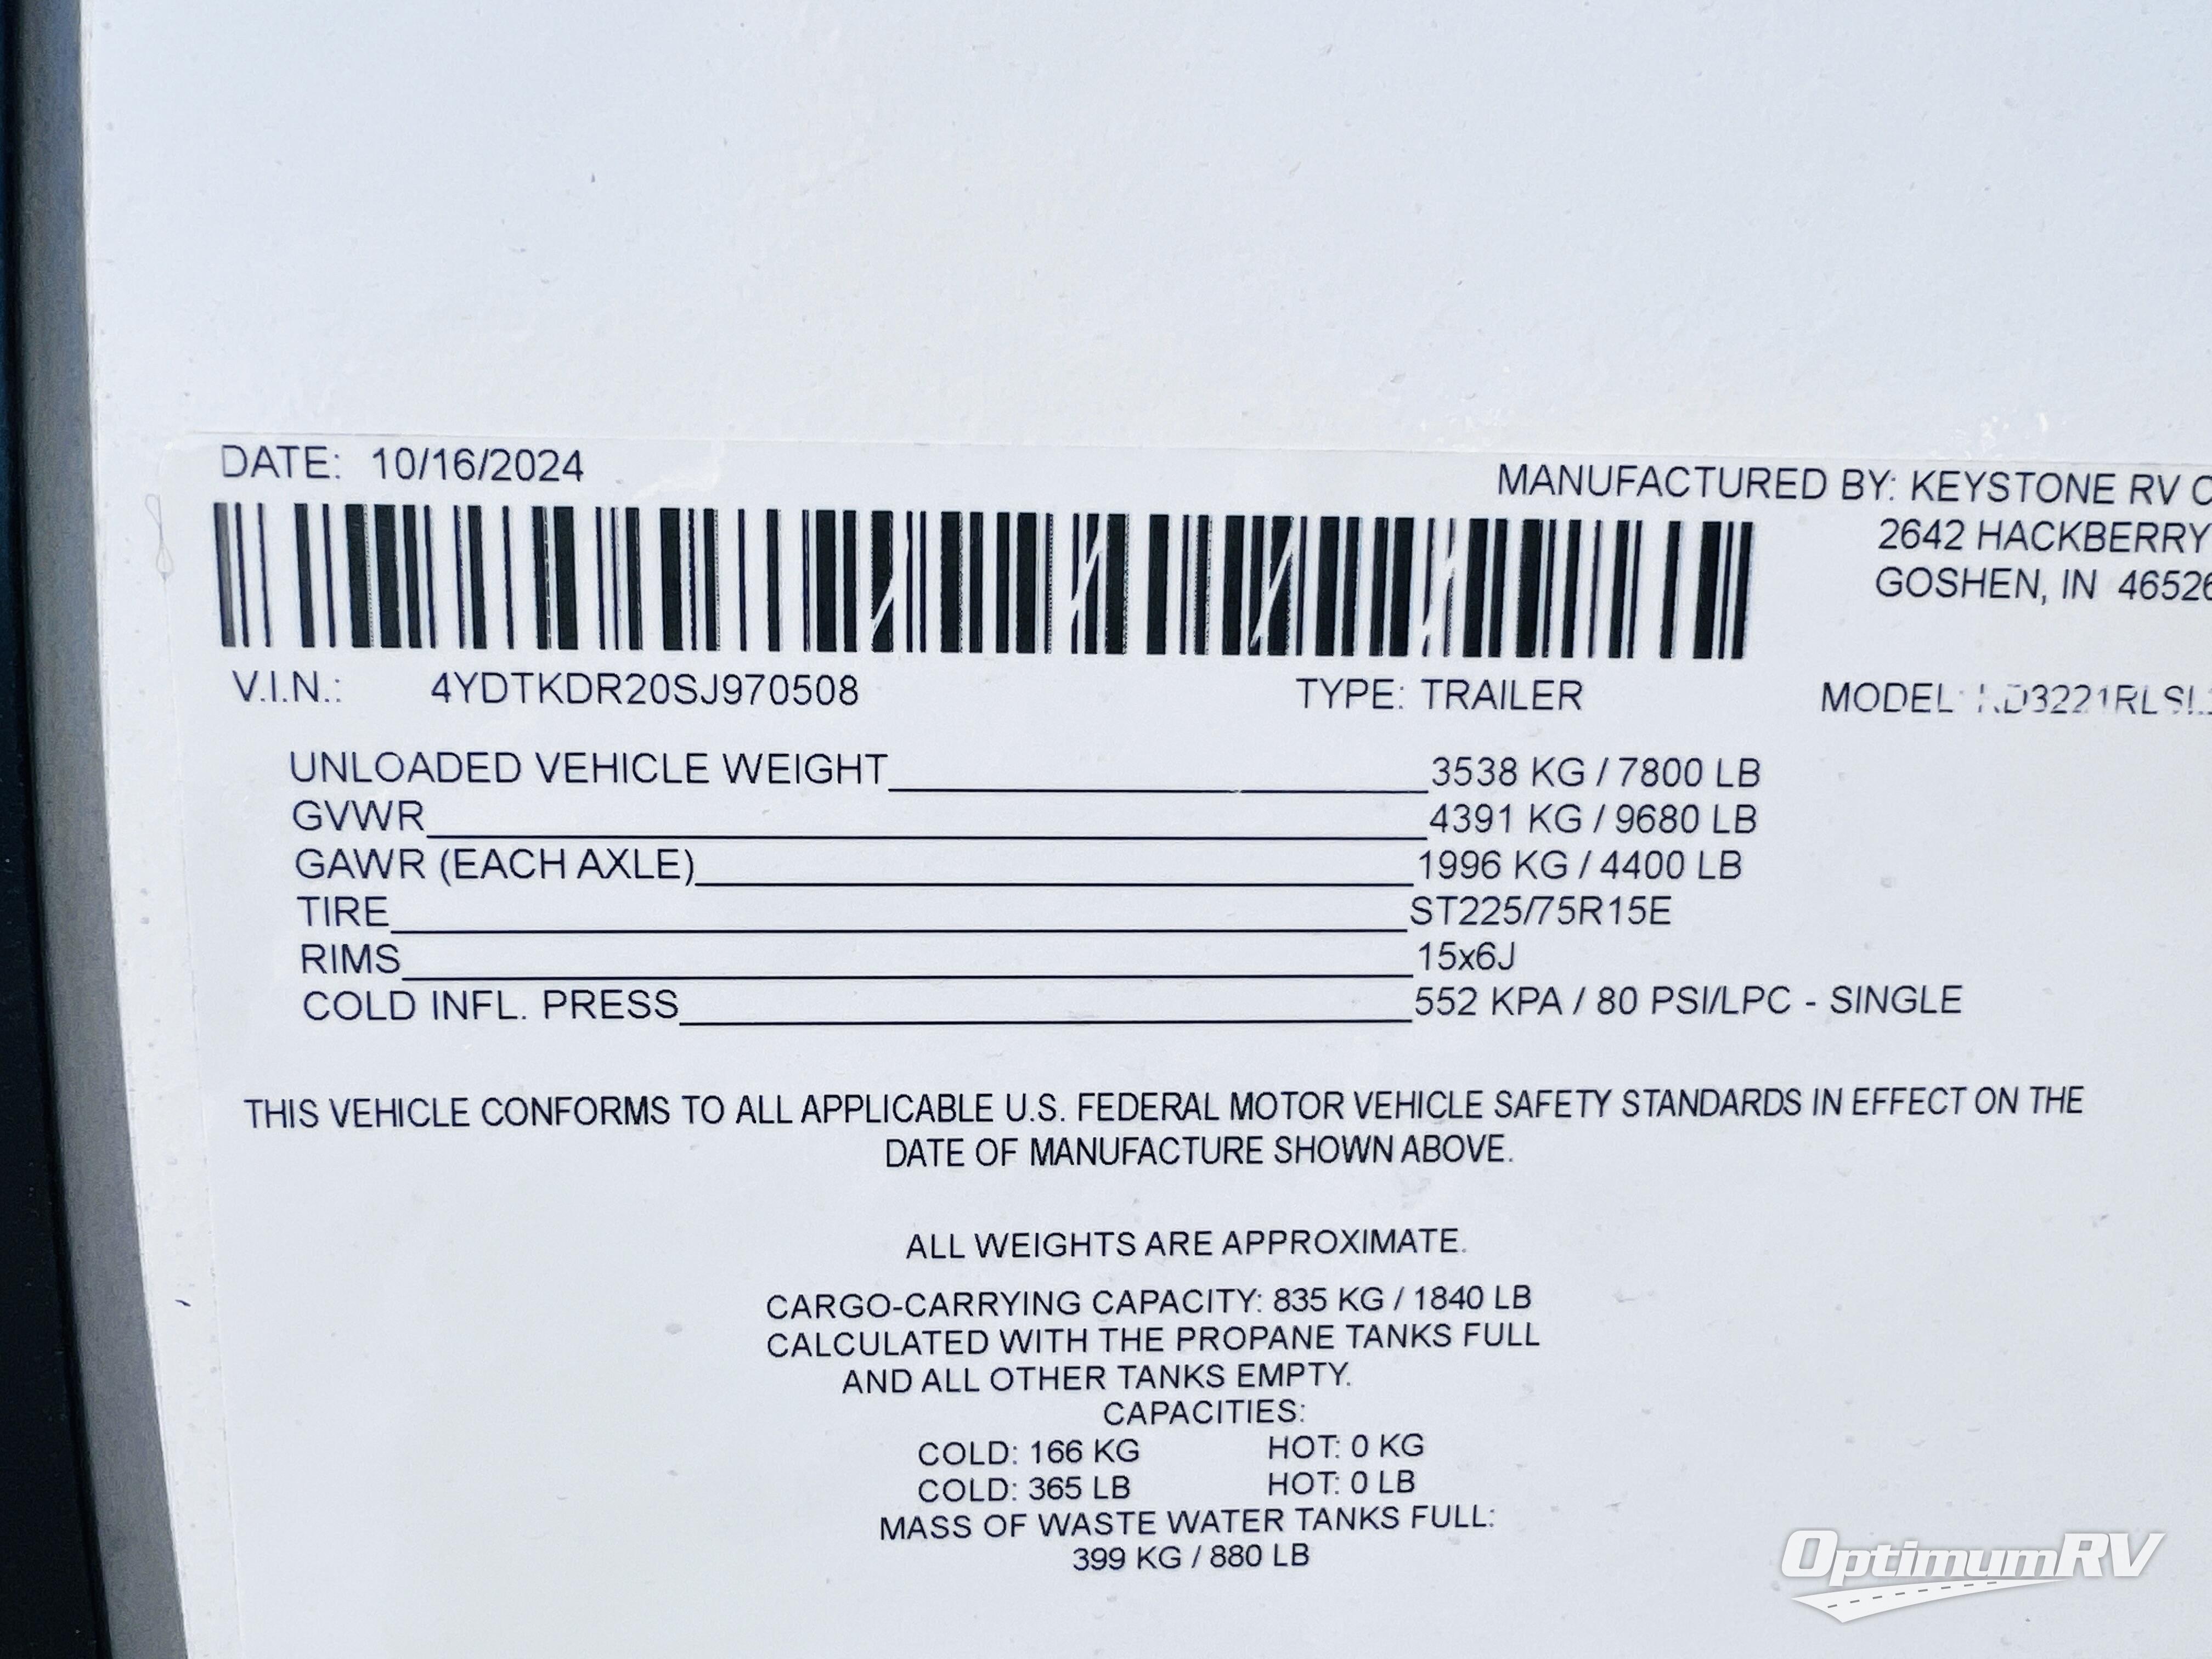 DATE: 10/16/2024
MANUFACTURED BY: KEYSTONE RV
2642 HACKBERRY
GOSHEN, IN 46526
V.I.N.: 4YDTKDR20SJ970508 TYPE: TRAILER MODEL:
UNLOADED VEHICLE WEIGHT 3538 KG / 7800 LB
GVWR 4391 KG / 9680 LB
GAWR (EACH AXLE) 1996 KG / 4400 LB
TIRE ST225/75R15E
RIMS 15x6J
COLD INFL. PRESS 552 KPA / 80 PSI/LPC - SINGLE
THIS VEHICLE CONFORMS TO ALL APPLICABLE U.S. FEDERAL MOTOR VEHICLE SAFETY STANDARDS IN EFFECT ON THE
DATE OF MANUFACTURE SHOWN ABOVE.
ALL WEIGHTS ARE APPROXIMATE.
CARGO-CARRYING CAPACITY: 835 KG / 1840 LB
CALCULATED WITH THE PROPANE TANKS FULL
AND ALL OTHER TANKS EMPTY.
CAPACITIES:
COLD: 166 KG HOT: 0 KG
COLD: 365 LB HOT: 0 LB
MASS OF WASTE WATER TANKS FULL:
399 KG / 880 LB
OptimumRV